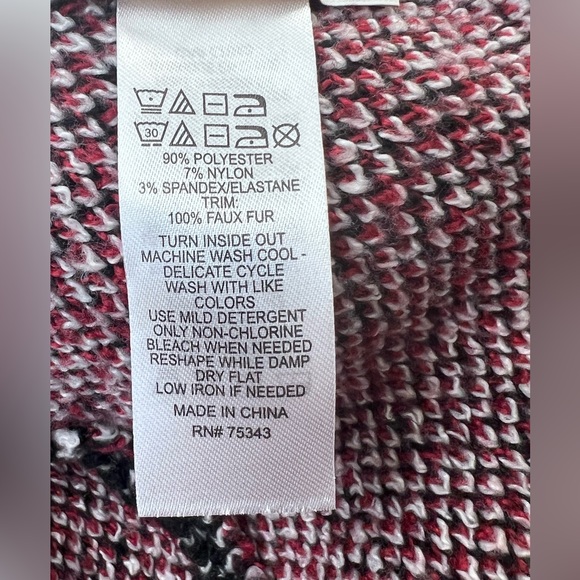 30
90% POLYESTER
7% NYLON
3% SPANDEX/ELASTANE
TRIM:
100% FAUX FUR
TURN INSIDE OUT
MACHINE WASH COOL -
DELICATE CYCLE
WASH WITH LIKE
COLORS
USE MILD DETERGENT
ONLY NON-CHLORINE
BLEACH WHEN NEEDED
RESHAPE WHILE DAMP
DRY FLAT
LOW IRON IF NEEDED
MADE IN CHINA
RN# 75343